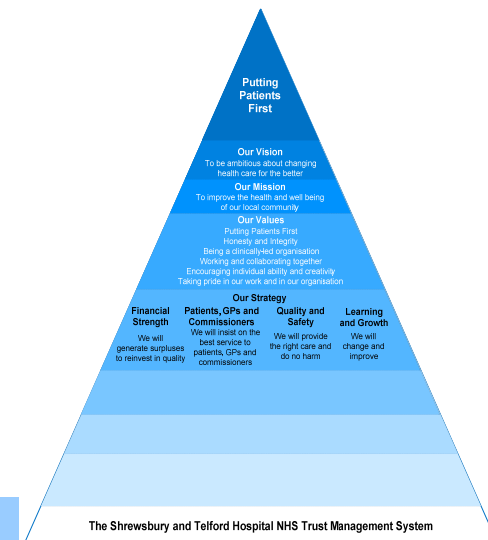 Putting
Patients
First
Our Vision
To be ambitious about changing
health care for the better
Our Mission
To improve the health and well being
of our local community
Our Values
Putting Patients First
Honesty and Integrity
Being a clinically-led organisation
Working and collaborating together
Encouraging individual ability and creativity
Taking pride in our work and in our organisation
Our Strategy
Financial
Strength
We will
generate surpluses
to reinvest in quality
Patients, GPs and
Commissioners
We will insist on the
best service to
patients, GPs and
commissioners
Quality and
Safety
We will provide
the right care and
do no harm
Learning
and Growth
We will
change and
improve
The Shrewsbury and Telford Hospital NHS Trust Management System